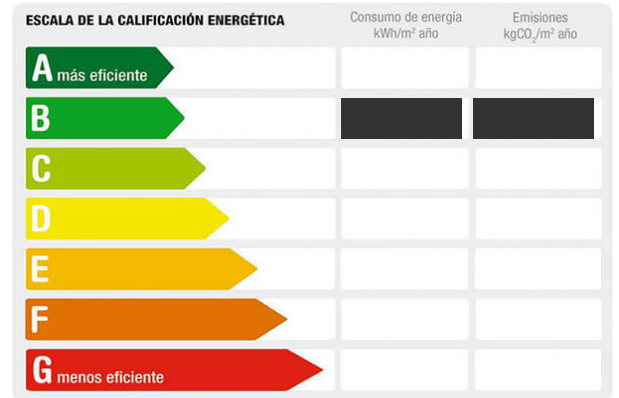 ESCALA DE LA CALIFICACIÓN ENERGÉTICA
Consumo de energía
kWh/m² año
Emisiones
kgCO₂/m² año
A más eficiente
B
C
D
E
F
G menos eficiente